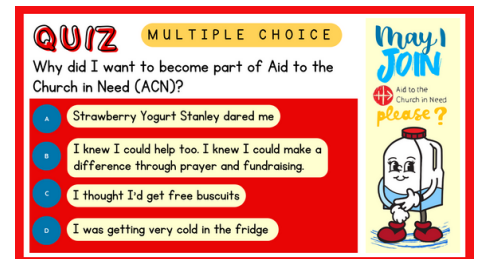 QUIZ
MULTIPLE CHOICE
Why did I want to become part of Aid to the
Church in Need (ACN)?
A
Strawberry Yogurt Stanley dared me
B
I knew I could help too. I knew I could make a
difference through prayer and fundraising.
C
I thought I'd get free buscuits
D
I was getting very cold in the fridge
May I
JOIN
Aid to the
Church in Need
please?